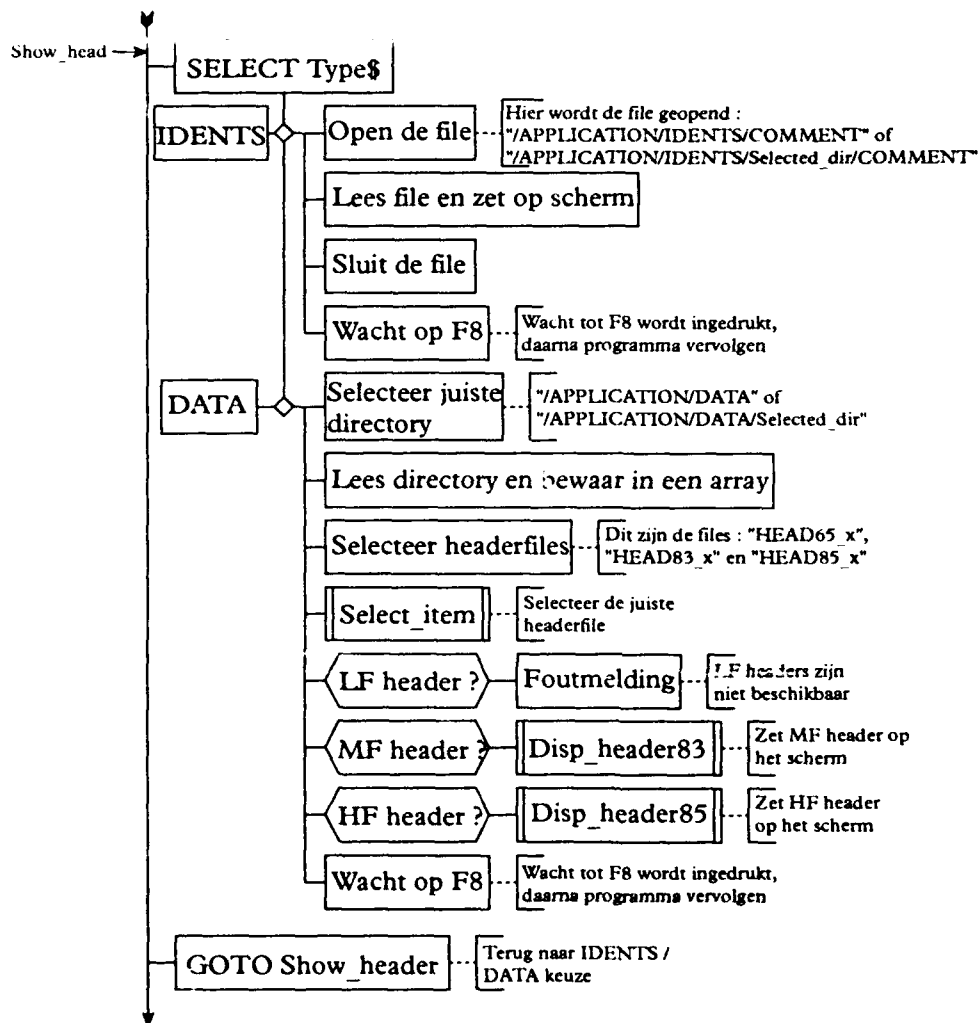 Show_head
SELECT Type$
IDENTS
Open de file
Hier wordt de file geopend :
"/APPLICATION/IDENTS/COMMENT" of
"/APPLICATION/IDENTS/Selected_dir/COMMENT"
Lees file en zet op scherm
Sluit de file
Wacht op F8
Wacht tot F8 wordt ingedrukt,
daarna programma vervolgen
DATA
Selecteer juiste
directory
"/APPLICATION/DATA" of
"/APPLICATION/DATA/Selected_dir"
Lees directory en bewaar in een array
Selecteer headerfiles
Dit zijn de files : "HEAD65_x",
"HEAD83_x" en "HEAD85_x"
Select_item
Selecteer de juiste
headerfile
LF header ?
Foutmelding
LF headers zijn
niet beschikbaar
MF header ?
Disp_header83
Zet MF header op
het scherm
HF header ?
Disp_header85
Zet HF header
op het scherm
Wacht op F8
Wacht tot F8 wordt ingedrukt,
daarna programma vervolgen
GOTO Show_header
Terug naar IDENTS /
DATA keuze